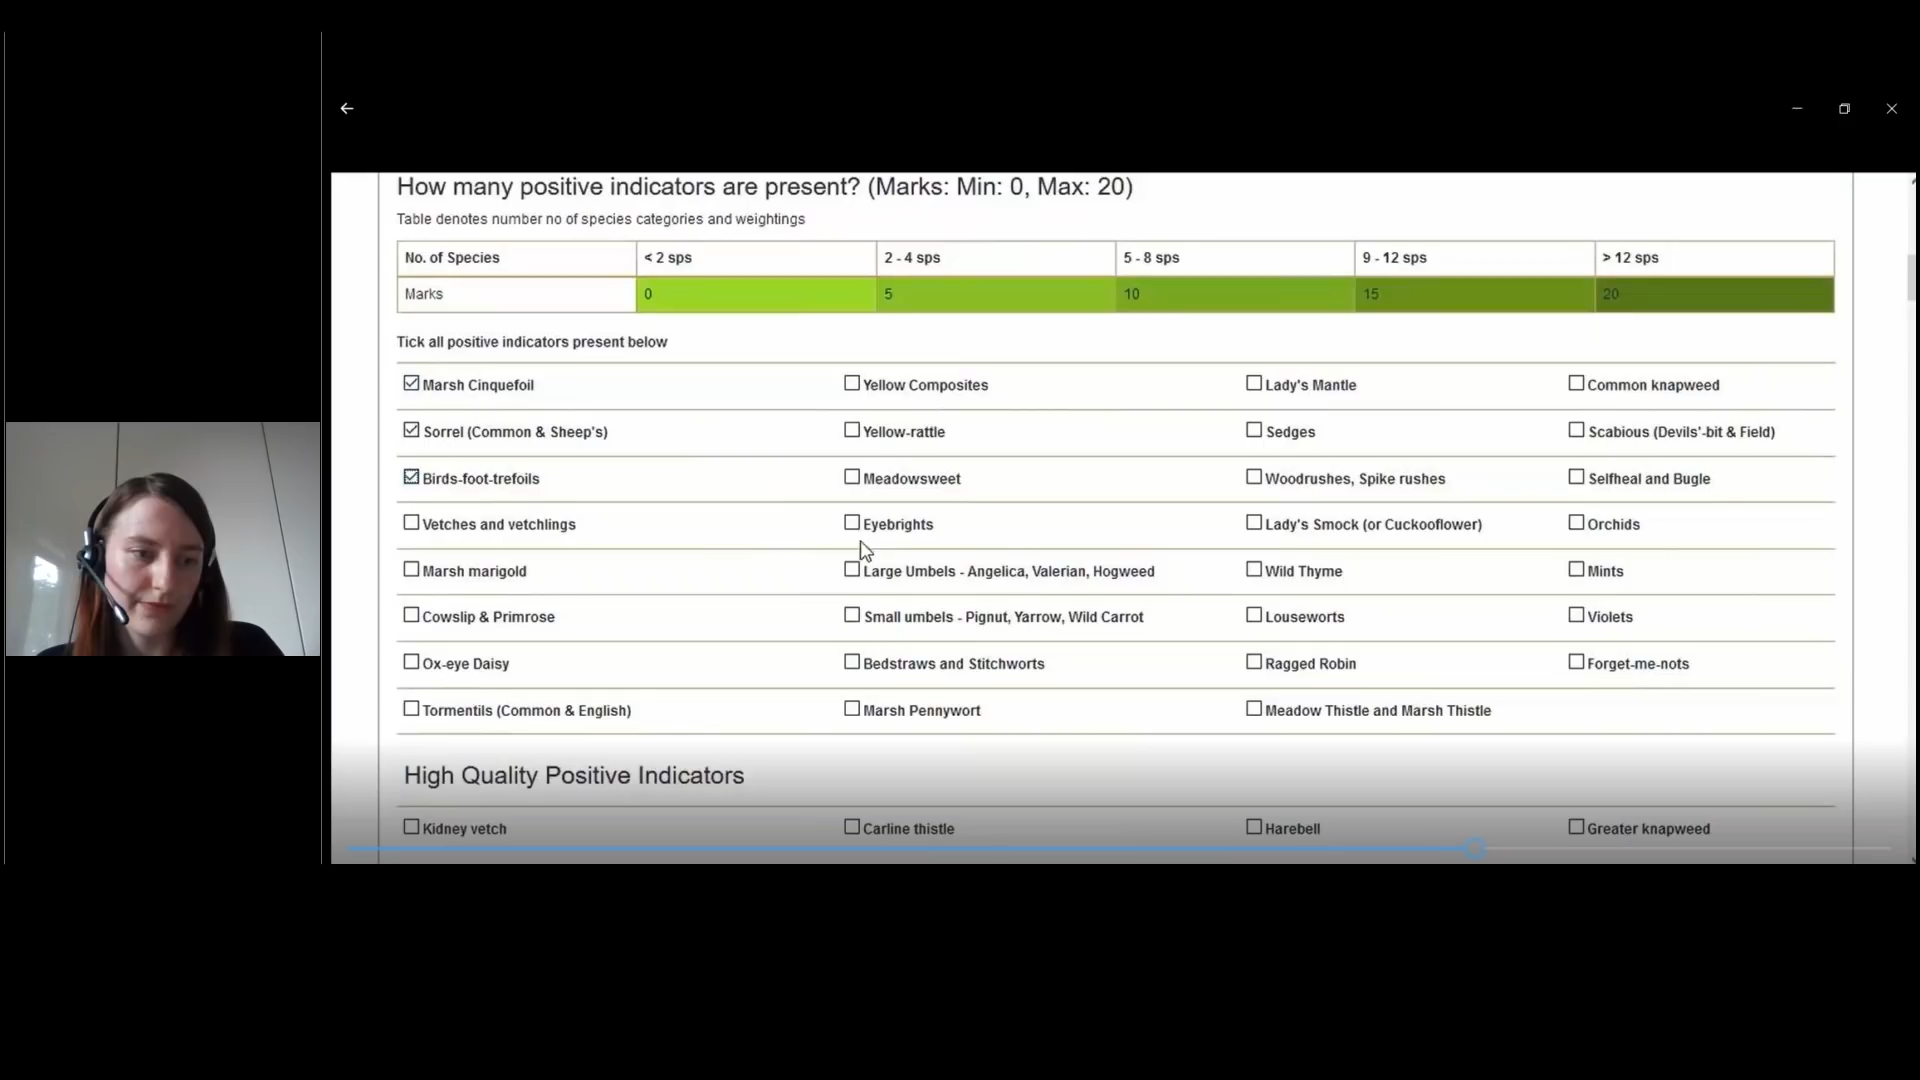 How many positive indicators are present? (Marks: Min: 0, Max: 20)
Table denotes number no of species categories and weightings
No. of Species < 2 sps 2 - 4 sps 5 - 8 sps 9 - 12 sps > 12 sps
Marks 0 5 10 15 20
Tick all positive indicators present below
Marsh Cinquefoil Yellow Composites Lady's Mantle Common knapweed
Sorrel (Common & Sheep's) Yellow-rattle Sedges Scabious (Devils'-bit & Field)
Birds-foot-trefoils Meadowsweet Woodrushes, Spike rushes Selfheal and Bugle
Vetches and vetchlings Eyebrights Lady's Smock (or Cuckooflower) Orchids
Marsh marigold Large Umbels - Angelica, Valerian, Hogweed Wild Thyme Mints
Cowslip & Primrose Small umbels - Pignut, Yarrow, Wild Carrot Louseworts Violets
Ox-eye Daisy Bedstraws and Stitchworts Ragged Robin Forget-me-nots
Tormentils (Common & English) Marsh Pennywort Meadow Thistle and Marsh Thistle
High Quality Positive Indicators
Kidney vetch Carline thistle Harebell Greater knapweed